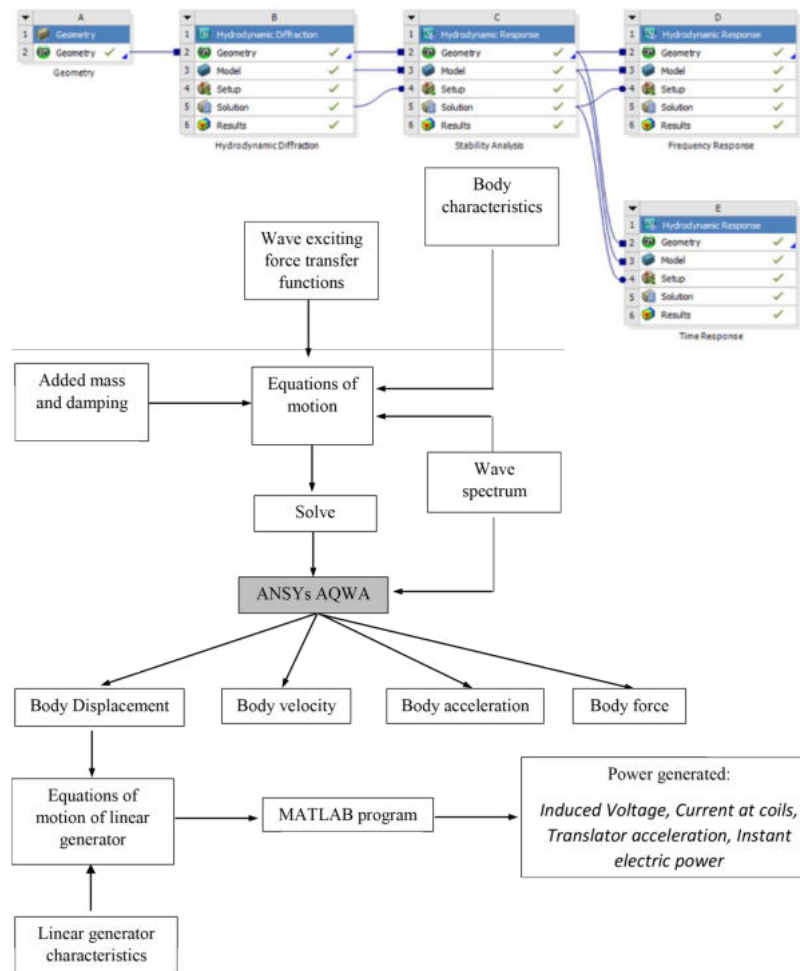 A
1 Geometry
2 Geometry
Geometry
B
1 Hydrodynamic Diffraction
2 Geometry
3 Model
4 Setup
5 Solution
6 Results
Hydrodynamic Diffraction
C
1 Hydrodynamic Response
2 Geometry
3 Model
4 Setup
5 Solution
6 Results
Stability Analysis
D
1 Hydrodynamic Response
2 Geometry
3 Model
4 Setup
5 Solution
6 Results
Frequency Response
E
1 Hydrodynamic Response
2 Geometry
3 Model
4 Setup
5 Solution
6 Results
Time Response
Body
characteristics
Wave exciting
force transfer
functions
Added mass
and damping
Equations of
motion
Wave
spectrum
Solve
ANSYs AQWA
Body Displacement
Body velocity
Body acceleration
Body force
Equations of
motion of linear
generator
MATLAB program
Power generated:
Induced Voltage, Current at coils,
Translator acceleration, Instant
electric power
Linear generator
characteristics